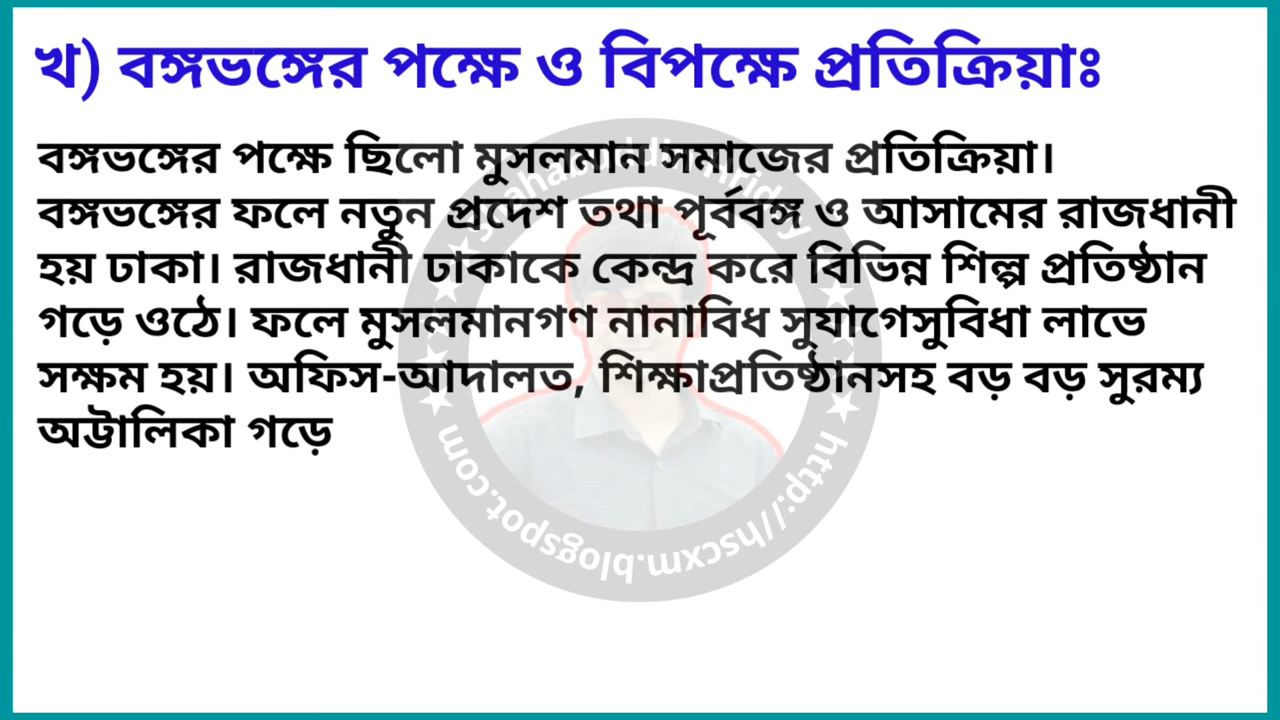 খ) বঙ্গভঙ্গের পক্ষে ও বিপক্ষে প্রতিক্রিয়াঃ
বঙ্গভঙ্গের পক্ষে ছিলো মুসলমান সমাজের প্রতিক্রিয়া।
বঙ্গভঙ্গের ফলে নতুন প্রদেশ তথা পূর্ববঙ্গ ও আসামের রাজধানী
হয় ঢাকা। রাজধানী ঢাকাকে কেন্দ্র করে বিভিন্ন শিল্প প্রতিষ্ঠান
গড়ে ওঠে। ফলে মুসলমানগণ নানাবিধ সুযাগেসুবিধা লাভে
সক্ষম হয়। অফিস-আদালত, শিক্ষাপ্রতিষ্ঠানসহ বড় বড় সুরম্য
অট্টালিকা গড়ে
http://hscxm.blogspot.com